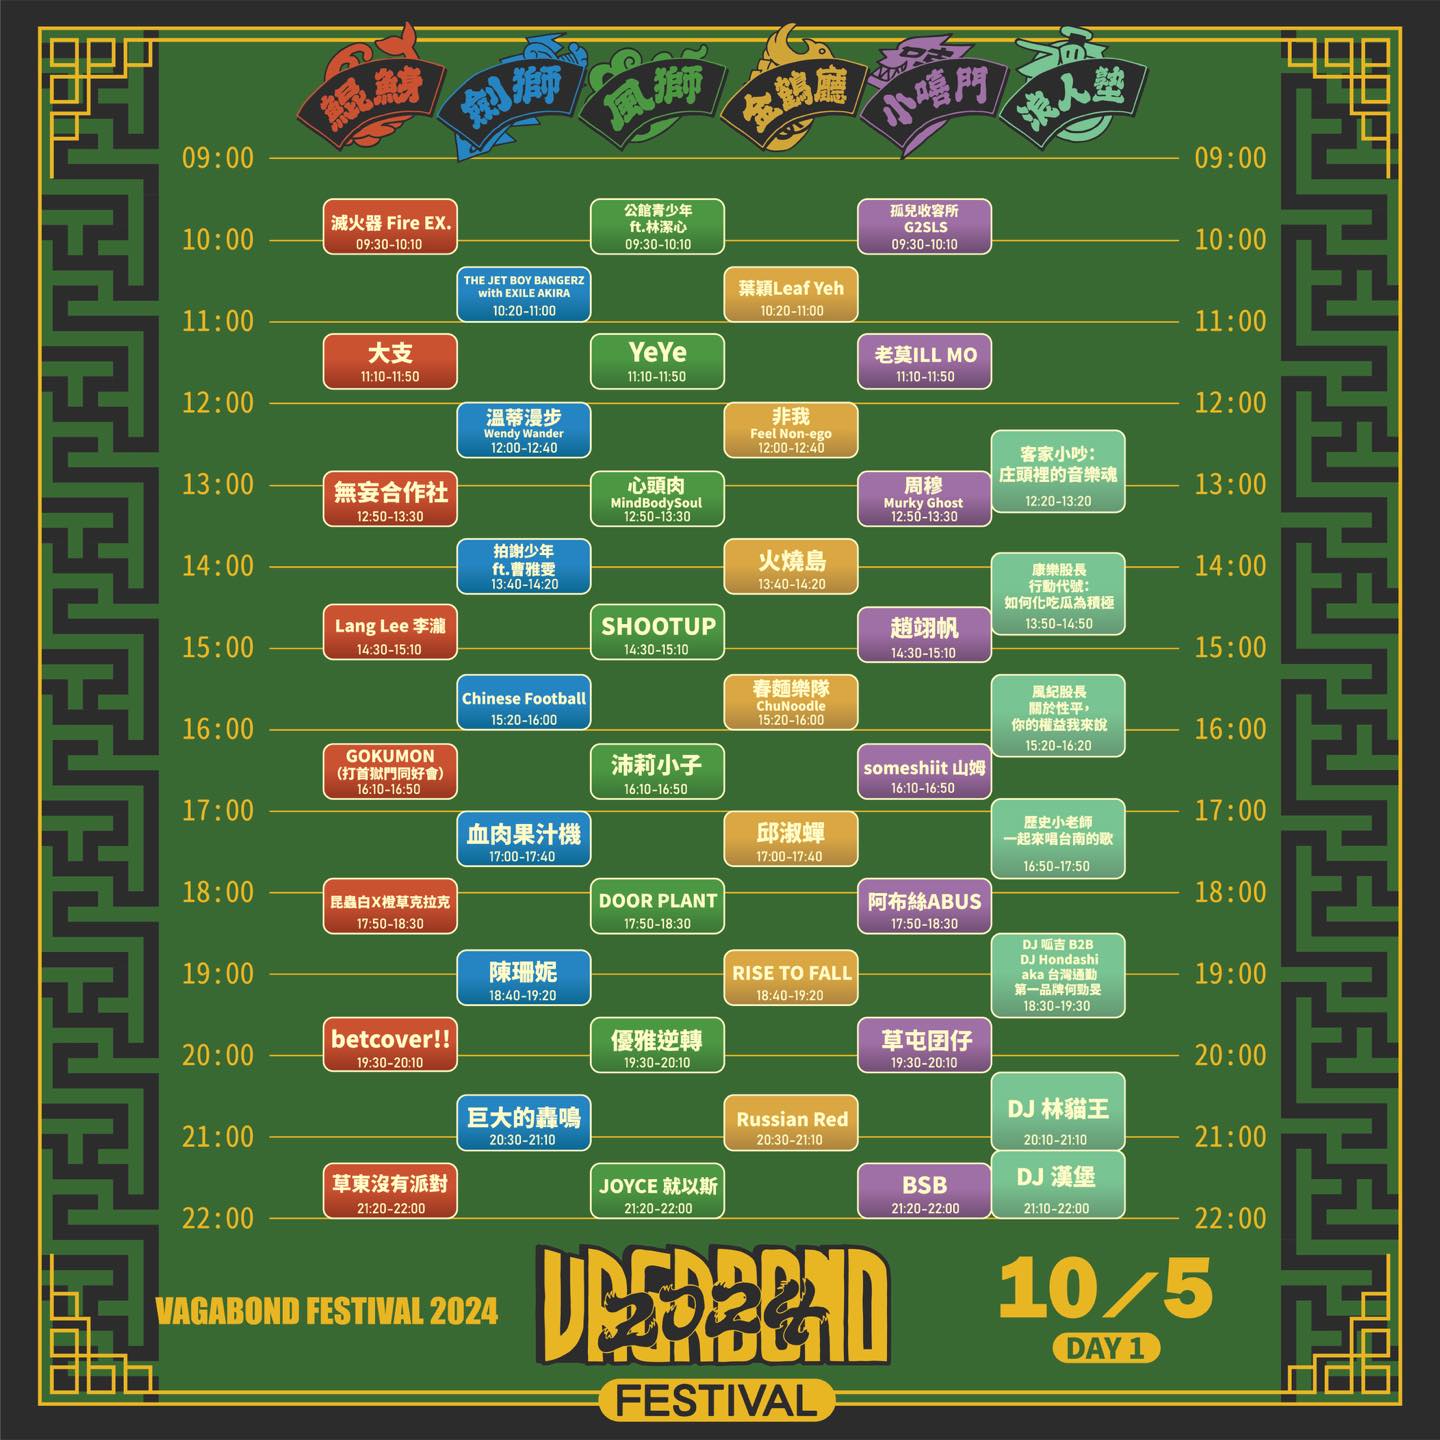 鯤鯓
劍獅
風獅
金鶴廳
小嘻門
浪人塾
09:00
09:00
滅火器 Fire EX.
09:30-10:10
公館青少年
ft.林潔心
09:30-10:10
孤兒收容所
G2SLS
09:30-10:10
10:00
10:00
THE JET BOY BANGERZ
with EXILE AKIRA
10:20-11:00
葉穎Leaf Yeh
10:20-11:00
11:00
11:00
大支
11:10-11:50
YeYe
11:10-11:50
老莫ILL MO
11:10-11:50
12:00
12:00
溫蒂漫步
Wendy Wander
12:00-12:40
非我
Feel Non-ego
12:00-12:40
客家小吵:
庄頭裡的音樂魂
12:20-13:20
13:00
13:00
無妄合作社
12:50-13:30
心頭肉
MindBodySoul
12:50-13:30
周穆
Murky Ghost
12:50-13:30
拍謝少年
ft.曹雅雯
13:40-14:20
火燒島
13:40-14:20
14:00
14:00
康樂股長
行動代號:
如何化吃瓜為積極
13:50-14:50
Lang Lee 李瀧
14:30-15:10
SHOOTUP
14:30-15:10
趙翊帆
14:30-15:10
15:00
15:00
Chinese Football
15:20-16:00
春麵樂隊
ChuNoodle
15:20-16:00
風紀股長
關於性平，
你的權益我來說
15:20-16:20
16:00
16:00
GOKUMON
(打首獄門同好會)
16:10-16:50
沛莉小子
16:10-16:50
someshiit 山姆
16:10-16:50
17:00
17:00
血肉果汁機
17:00-17:40
邱淑蟬
17:00-17:40
歷史小老師
一起來唱台南的歌
16:50-17:50
18:00
18:00
昆蟲白X橙草克拉克
17:50-18:30
DOOR PLANT
17:50-18:30
阿布絲ABUS
17:50-18:30
陳珊妮
18:40-19:20
RISE TO FALL
18:40-19:20
DJ 呱吉 B2B
DJ Hondashi
aka 台灣通勤
第一品牌何勁旻
18:30-19:30
19:00
19:00
betcover!!
19:30-20:10
優雅逆轉
19:30-20:10
草屯囝仔
19:30-20:10
20:00
20:00
巨大的轟鳴
20:30-21:10
Russian Red
20:30-21:10
DJ 林貓王
20:10-21:10
21:00
21:00
草東沒有派對
21:20-22:00
JOYCE 就以斯
21:20-22:00
BSB
21:20-22:00
DJ 漢堡
21:10-22:00
22:00
22:00
VAGABOND FESTIVAL 2024
VAGABOND
2024
FESTIVAL
10/5
DAY 1